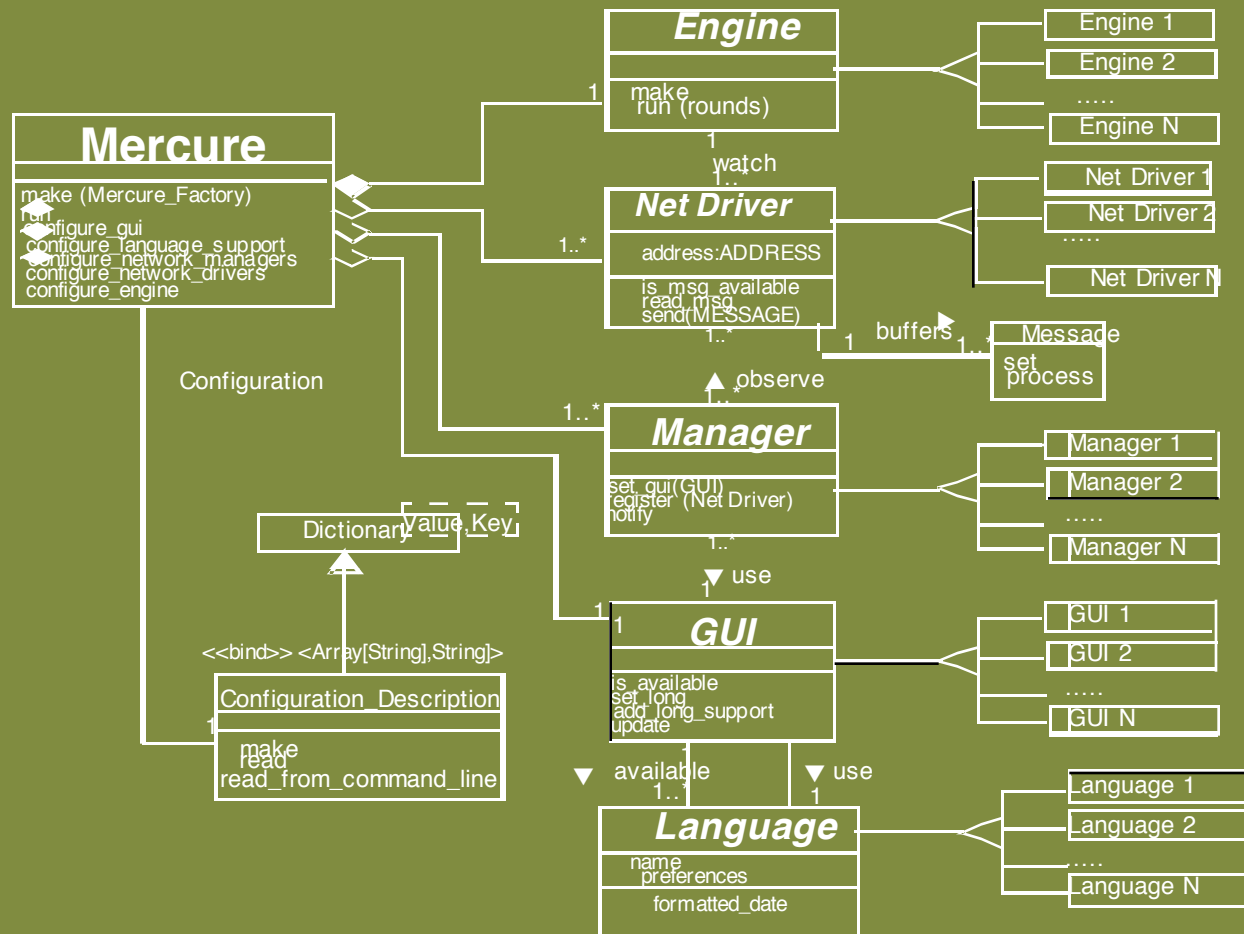 Mercure
make (Mercure_Factory)
run
configure_gui
configure_language_support
configure_network_managers
configure_network_drivers
configure_engine
Configuration
Dictionary
Value,Key
<<bind>> <Array[String],String]>
Configuration_Description
1
make
read
read_from_command_line
1
Engine
make
run (rounds)
1
watch
1..*
1..*
Net Driver
address:ADDRESS
is_msg_available
read_msg
send(MESSAGE)
1..*
1
buffers
1..*
Message
set
process
observe
1..*
1..*
Manager
set_gui(GUI)
register (Net Driver)
notify
1..*
use
1
1
1
GUI
is_available
set_long
add_long_support
update
1
available
1..*
use
1
Language
name
preferences
formatted_date
Engine 1
Engine 2
.....
Engine N
Net Driver 1
Net Driver 2
.....
Net Driver N
Manager 1
Manager 2
.....
Manager N
GUI 1
GUI 2
.....
GUI N
Language 1
Language 2
.....
Language N